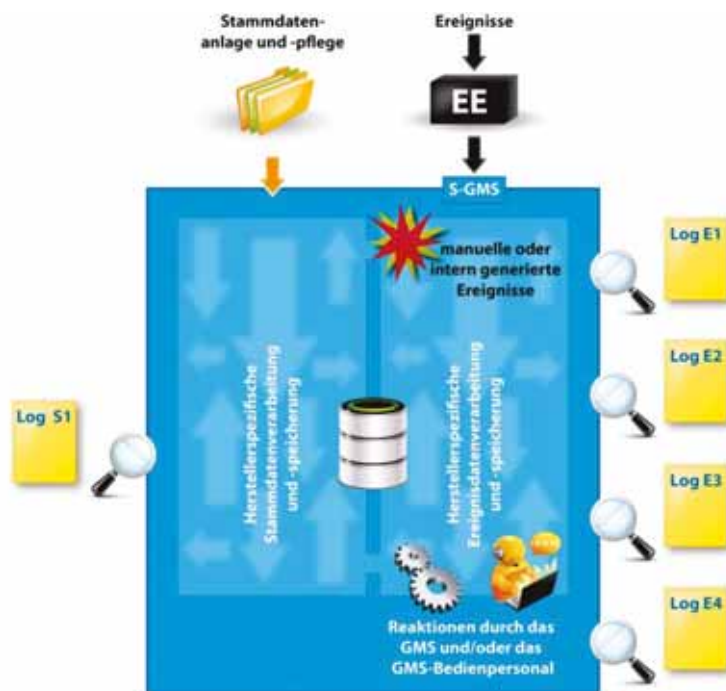 Stammdaten-
anlage und -pflege
Ereignisse
EE
S-GMS
manuelle oder
intern generierte
Ereignisse
Log S1
Herstellerspezifische
Stammdatenverarbeitung
und -speicherung
Herstellerspezifische
Ereignisdatenverarbeitung
und -speicherung
Log E1
Log E2
Log E3
Log E4
Reaktionen durch das
GMS und/oder das
GMS-Bedienpersonal